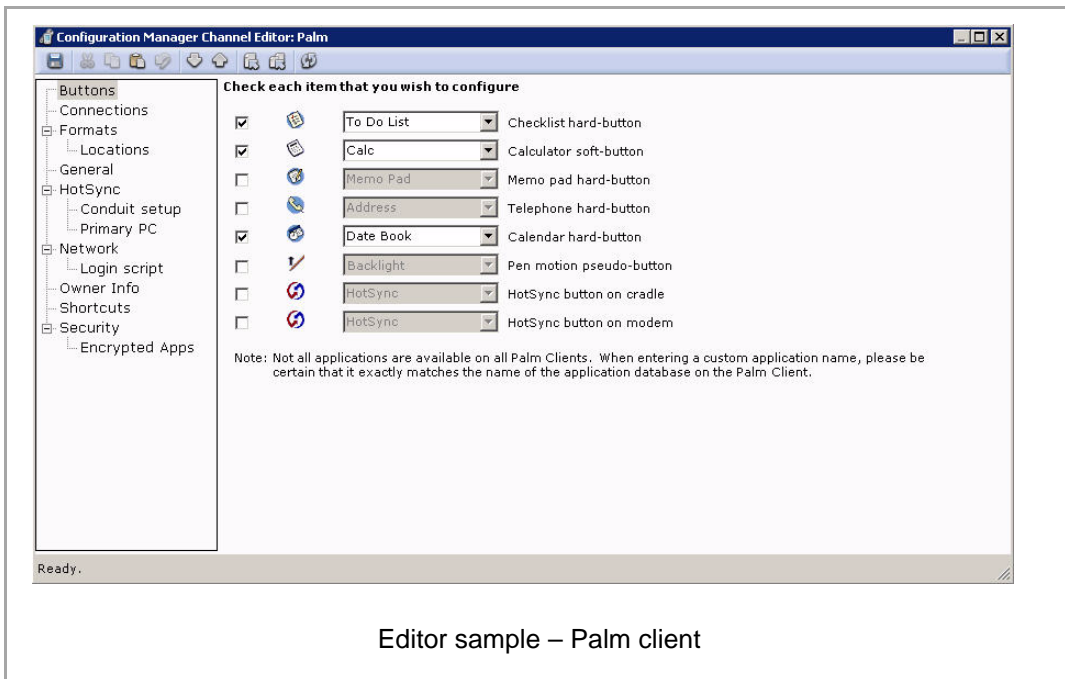 Configuration Manager Channel Editor: Palm
Buttons
Connections
Formats
Locations
General
HotSync
Conduit setup
Primary PC
Network
Login script
Owner Info
Shortcuts
Security
Encrypted Apps
Check each item that you wish to configure
To Do List Checklist hard-button
Calc Calculator soft-button
Memo Pad Memo pad hard-button
Address Telephone hard-button
Date Book Calendar hard-button
Backlight Pen motion pseudo-button
HotSync HotSync button on cradle
HotSync HotSync button on modem
Note: Not all applications are available on all Palm Clients. When entering a custom application name, please be
certain that it exactly matches the name of the application database on the Palm Client.
Ready.
Editor sample – Palm client